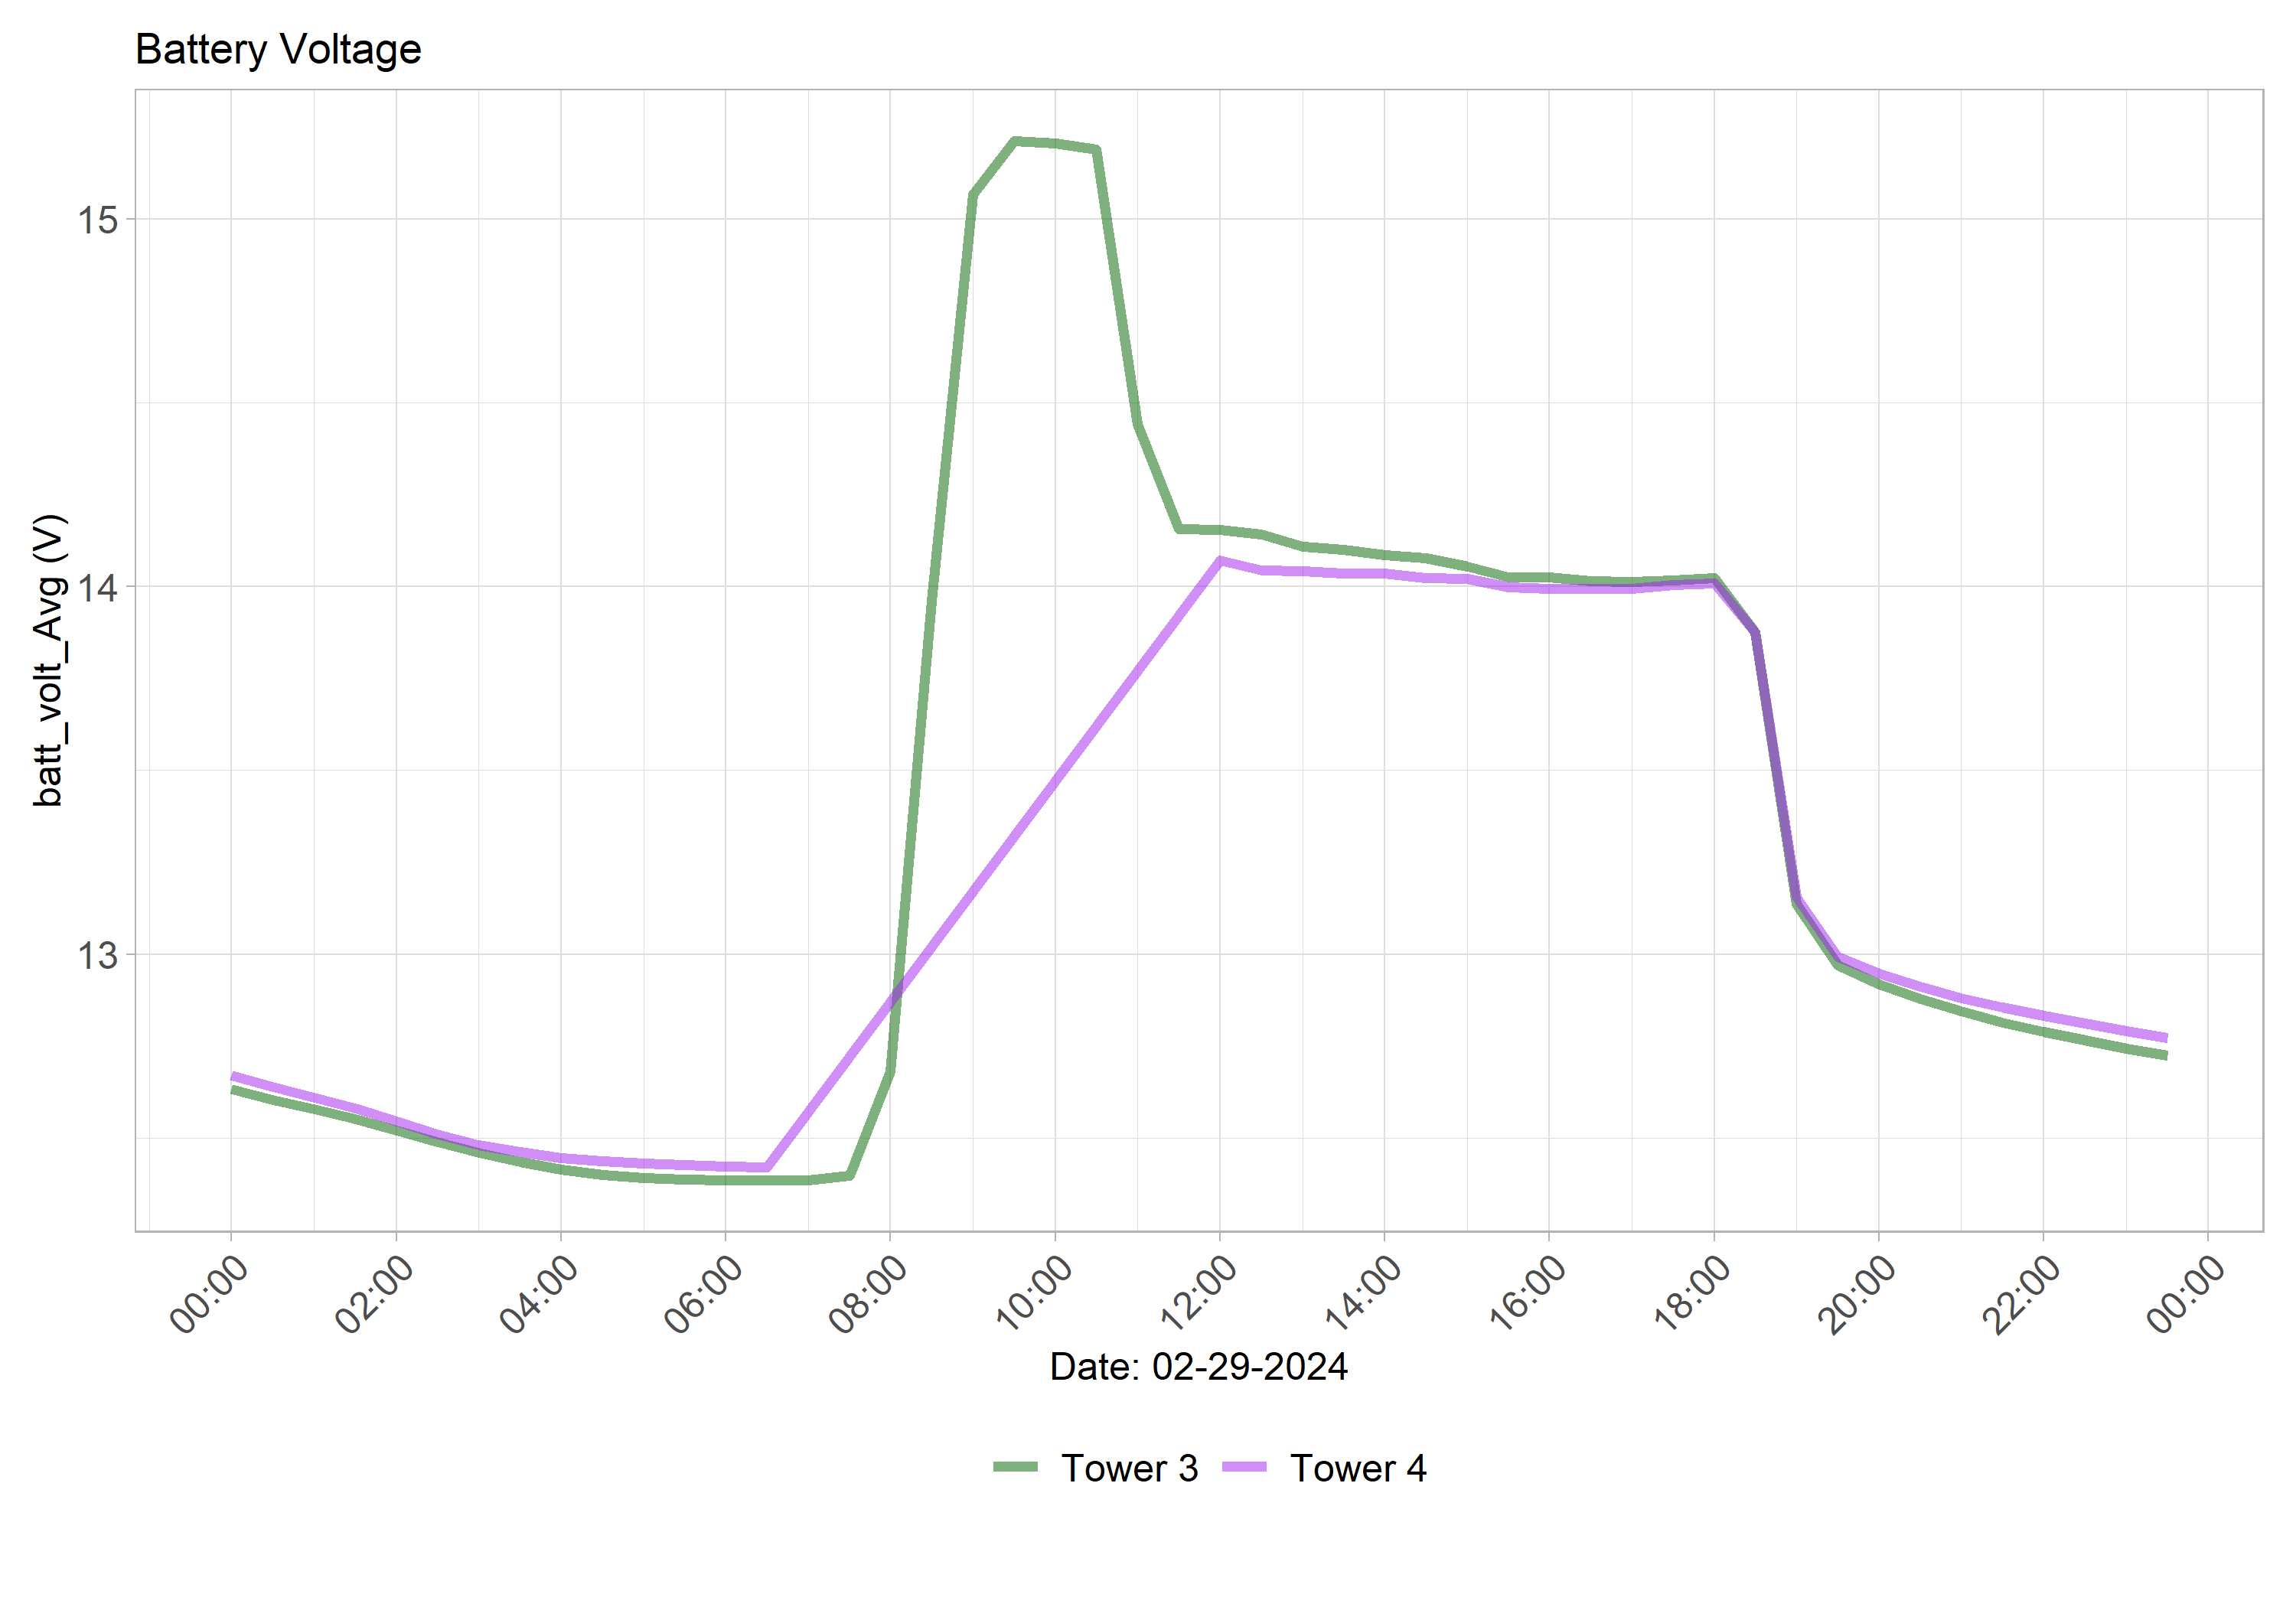 Battery Voltage
batt_volt_Avg (V)
15
14
13
00:00 02:00 04:00 06:00 08:00 10:00 12:00 14:00 16:00 18:00 20:00 22:00 00:00
Date: 02-29-2024
Tower 3 Tower 4